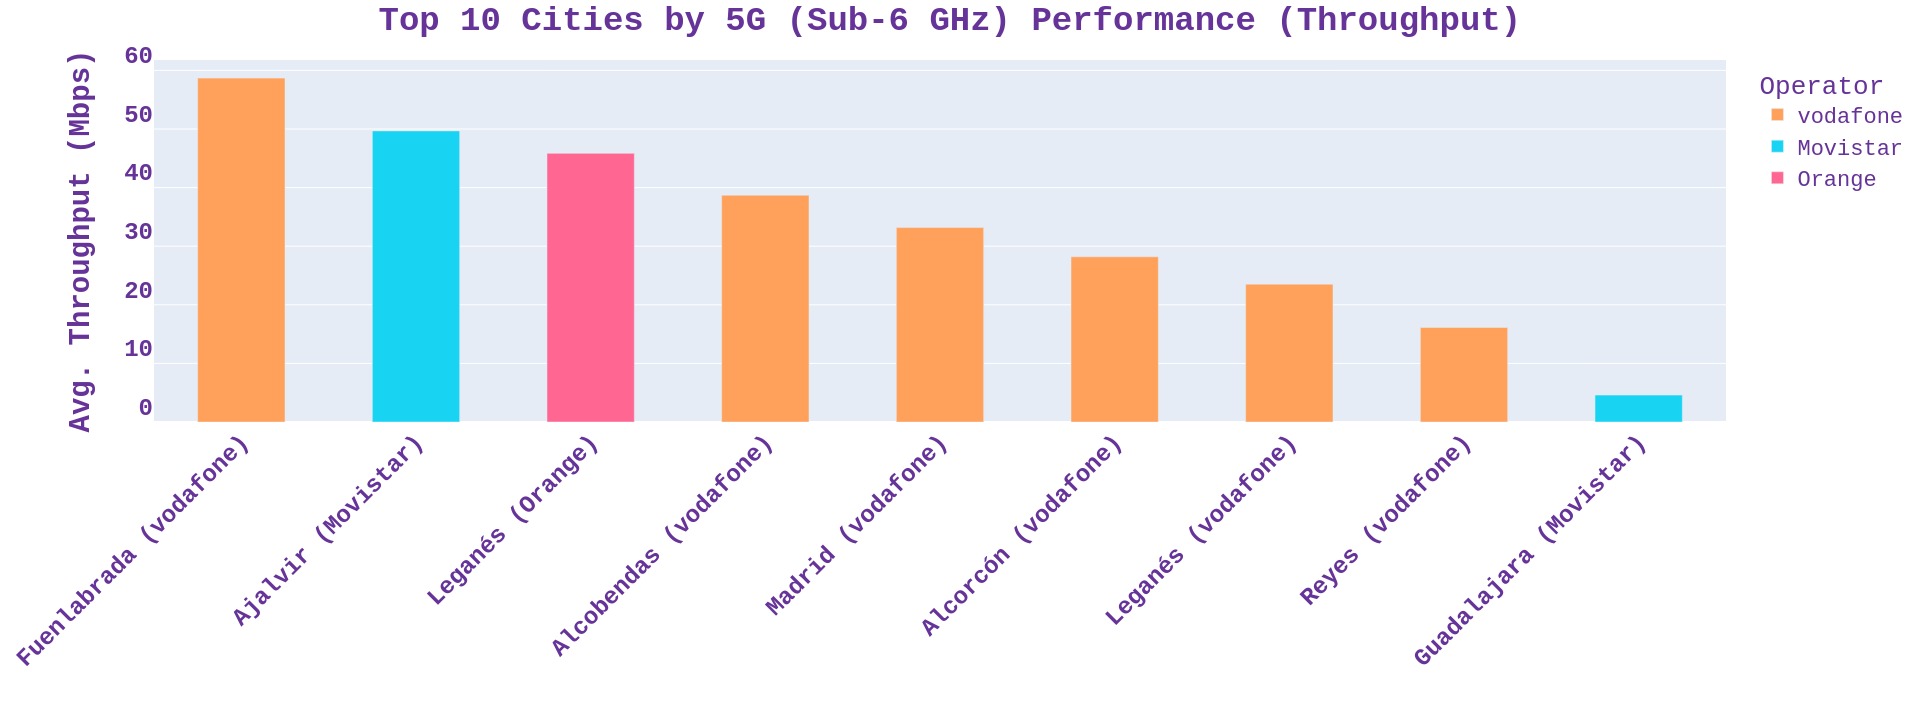 Top 10 Cities by 5G (Sub-6 GHz) Performance (Throughput)
Avg. Throughput (Mbps)
60
50
40
30
20
10
0
Fuenlabrada (vodafone)
Ajalvir (Movistar)
Leganés (Orange)
Alcobendas (vodafone)
Madrid (vodafone)
Alcorcón (vodafone)
Leganés (vodafone)
Reyes (vodafone)
Guadalajara (Movistar)
Operator
vodafone
Movistar
Orange